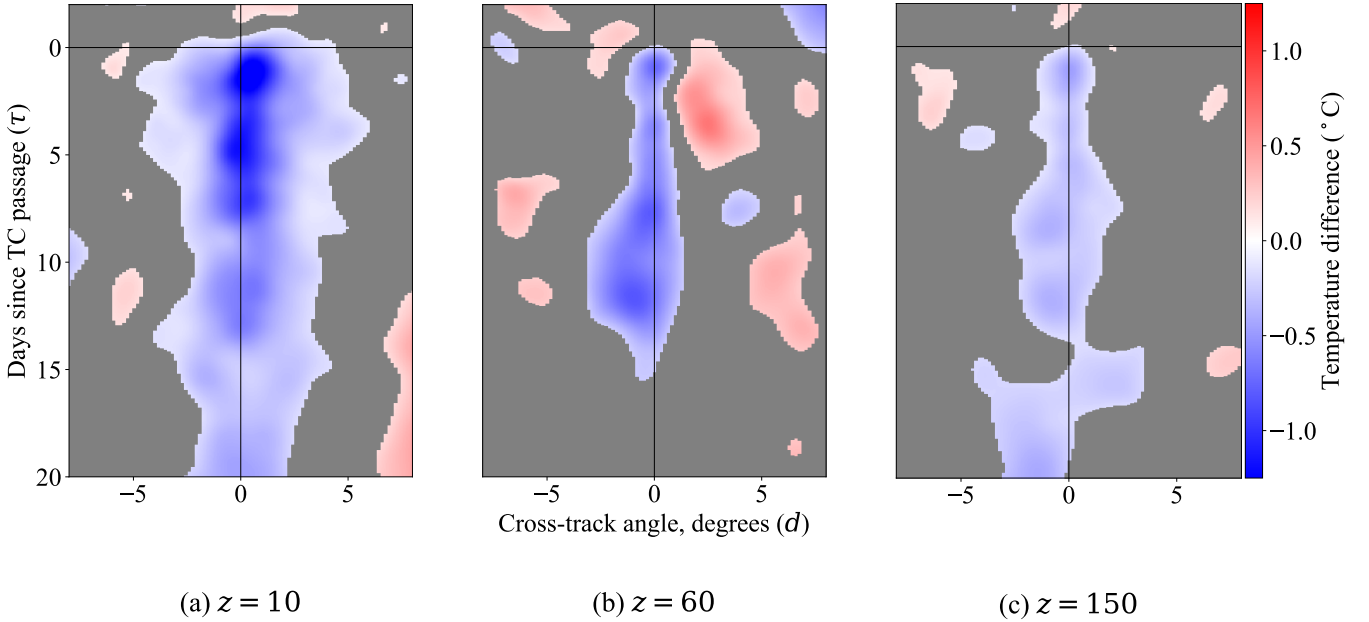 Days since TC passage (τ)
0
5
10
15
20
−5 0 5
−5 0 5
−5 0 5
Cross-track angle, degrees (d)
1.0
0.5
0.0
−0.5
−1.0
Temperature difference (°C)
(a) z = 10
(b) z = 60
(c) z = 150